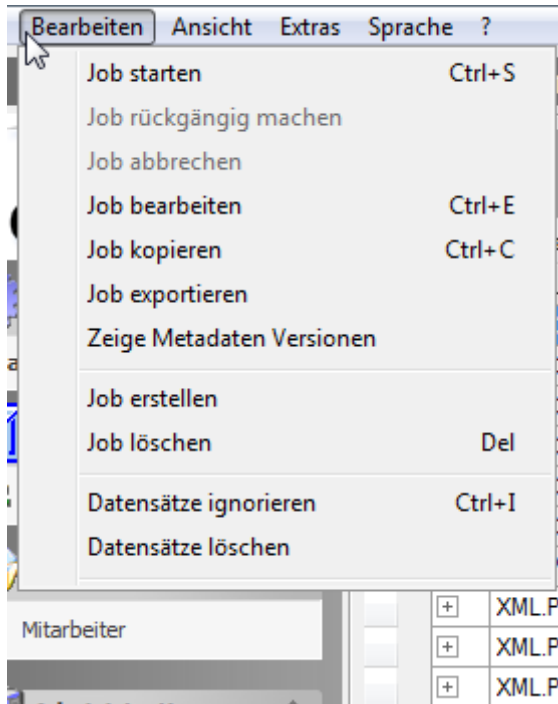 Bearbeiten Ansicht Extras Sprache ?
Job starten Ctrl+S
Job rückgängig machen
Job abbrechen
Job bearbeiten Ctrl+E
Job kopieren Ctrl+C
Job exportieren
Zeige Metadaten Versionen
Job erstellen
Job löschen Del
Datensätze ignorieren Ctrl+I
Datensätze löschen
Mitarbeiter
XML.P
XML.P
XML.P